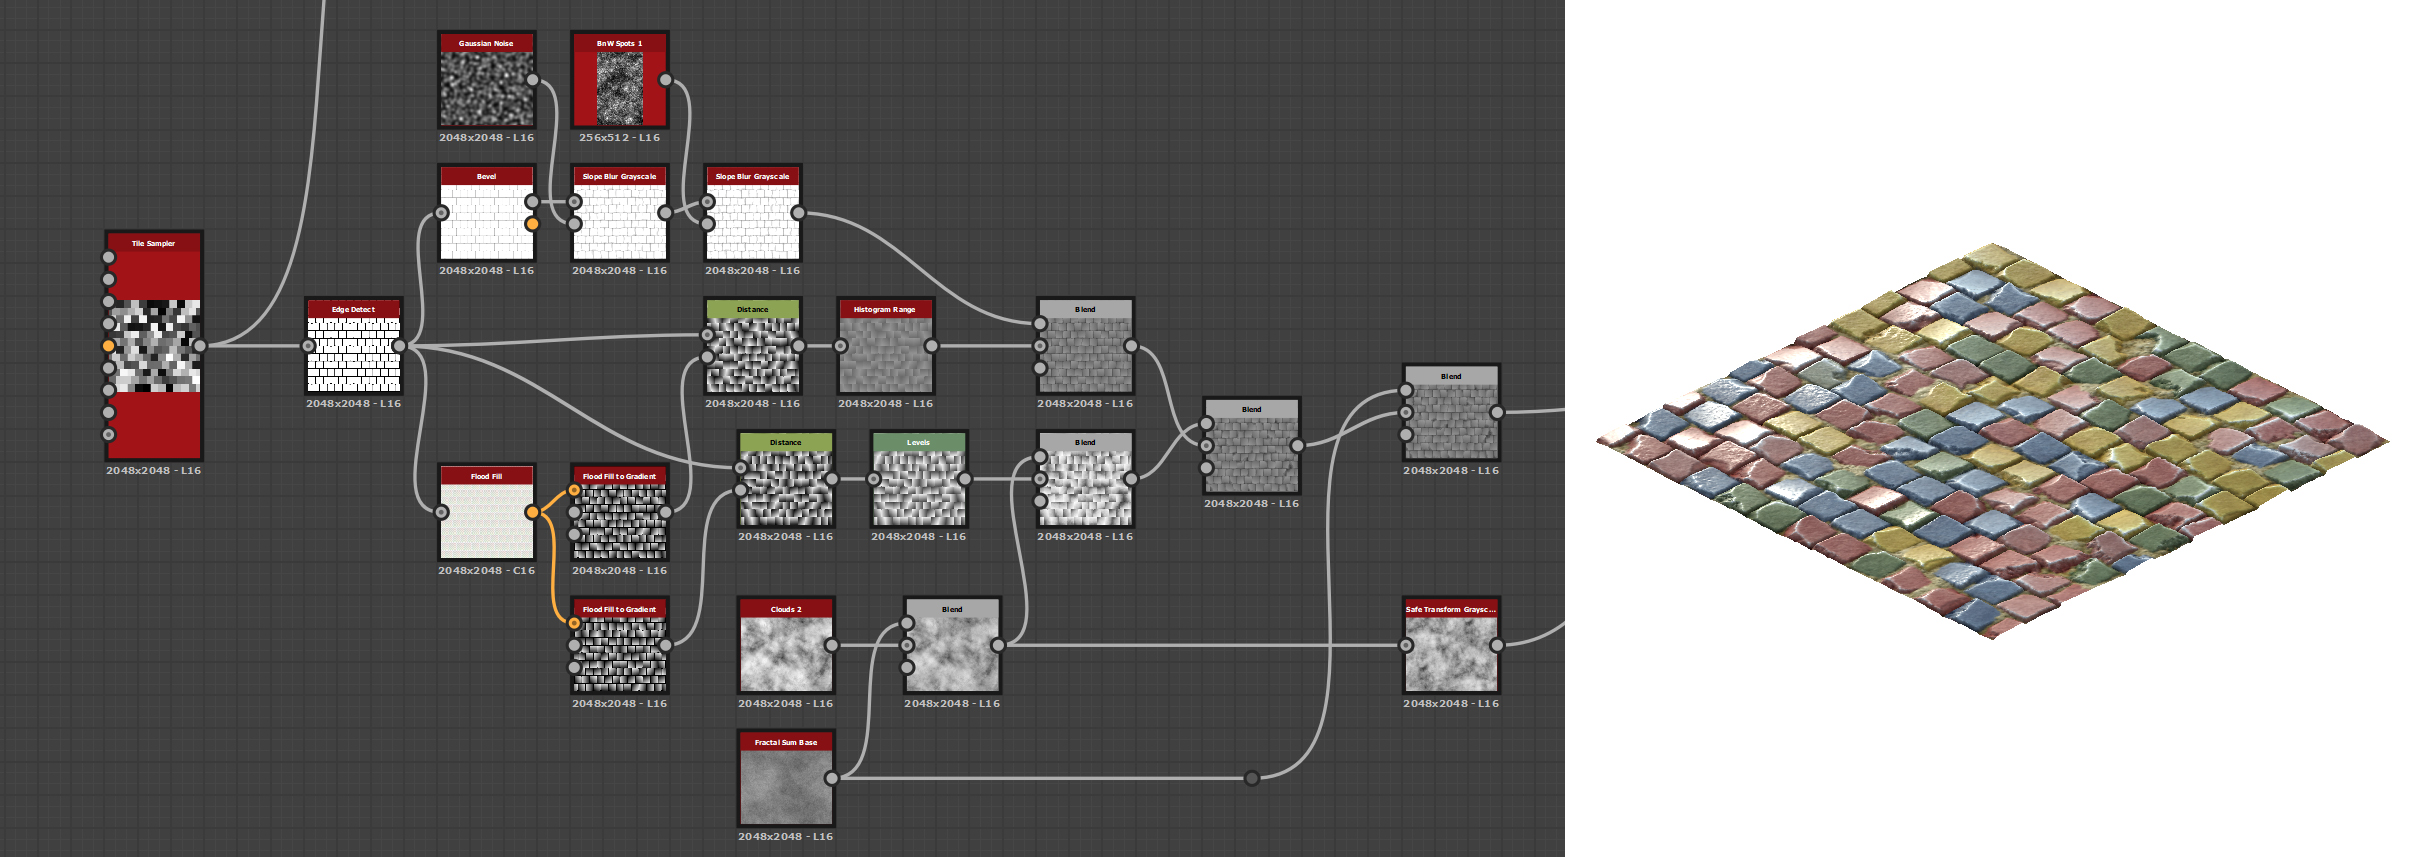 Gaussian Noise
2048x2048 - L16
BnW Spots 1
256x512 - L16
Bevel
2048x2048 - L16
Slope Blur Grayscale
2048x2048 - L16
Slope Blur Grayscale
2048x2048 - L16
Tile Sampler
2048x2048 - L16
Edge Detect
2048x2048 - L16
Distance
2048x2048 - L16
Histogram Range
2048x2048 - L16
Blend
2048x2048 - L16
Blend
2048x2048 - L16
Blend
2048x2048 - L16
Distance
2048x2048 - L16
Levels
2048x2048 - L16
Blend
2048x2048 - L16
Flood Fill
2048x2048 - C16
Flood Fill to Gradient
2048x2048 - L16
Flood Fill to Gradient
2048x2048 - L16
Clouds 2
2048x2048 - L16
Blend
2048x2048 - L16
Safe Transform Graysc...
2048x2048 - L16
Fractal Sum Base
2048x2048 - L16